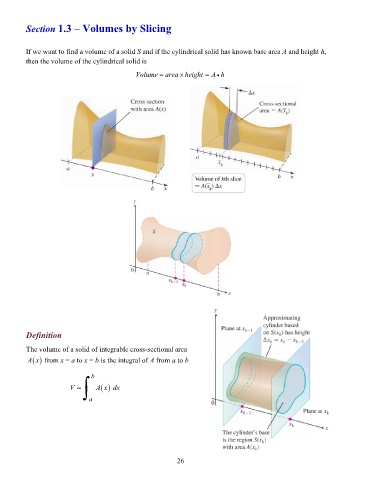 Section 1.3 – Volumes by Slicing
If we want to find a volume of a solid S and if the cylindrical solid has known base area A and height h,
then the volume of the cylindrical solid is
Volume = area × height = A • h
Cross section
with area A(x)
a
x
b
x
Δx
Cross-sectional
area = A(x̄ₖ)
a
x̄ₖ
b
x
Volume of kth slice
= A(x̄ₖ) Δx
y
S
0
a
xₖ₋₁
xₖ
b
x
Definition
The volume of a solid of integrable cross-sectional area
A(x) from x = a to x = b is the integral of A from a to b
V = ∫ₐᵇ A(x) dx
y
Approximating
cylinder based
on S(xₖ) has height
Δxₖ = xₖ − xₖ₋₁
Plane at xₖ₋₁
0
xₖ₋₁
Plane at xₖ
xₖ
x
The cylinder's base
is the region S(xₖ)
with area A(xₖ)
26